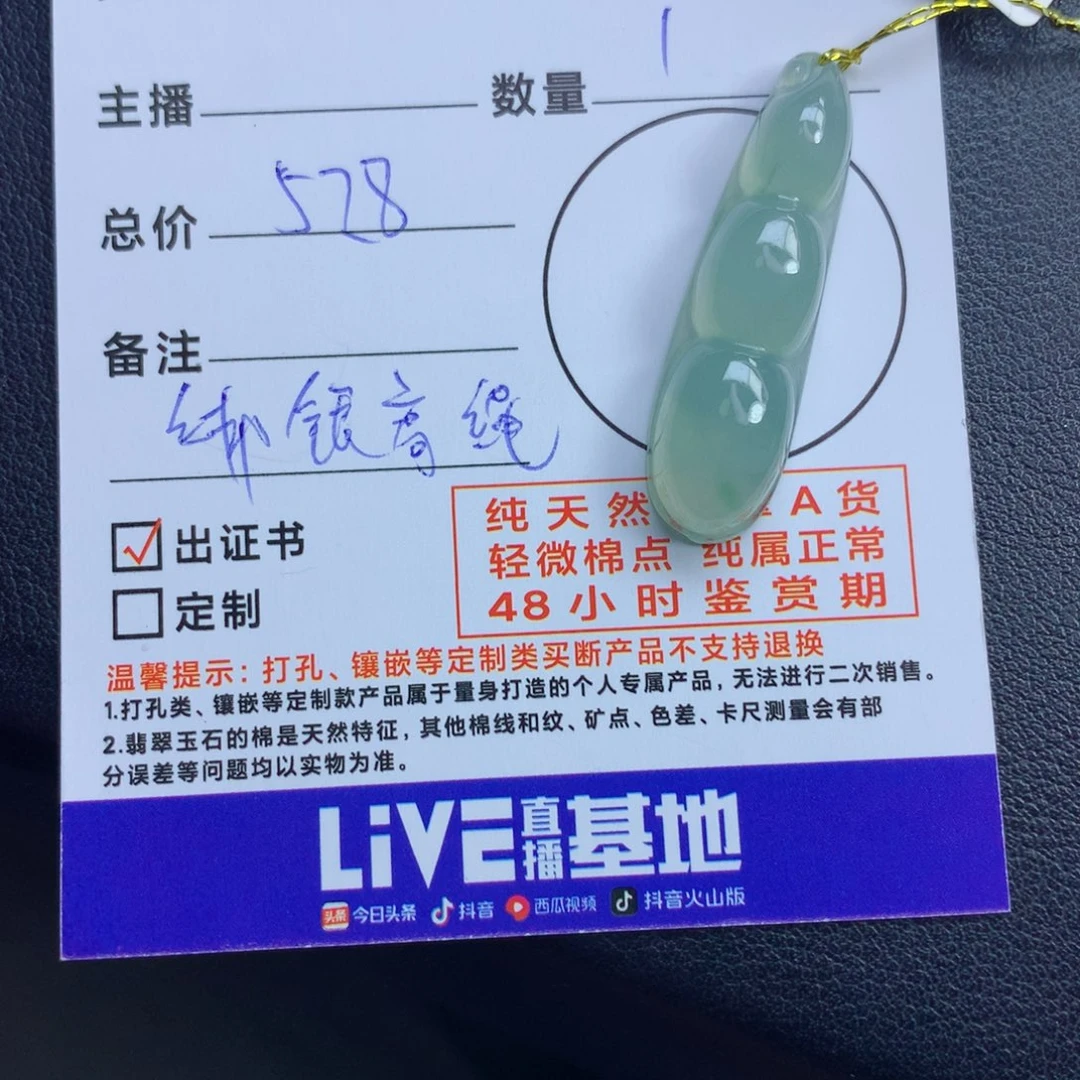 主播 数量 1
总价 528
备注
绑银高绳
出证书
定制
纯天然 A货
轻微棉点 纯属正常
48小时鉴赏期
温馨提示：打孔、镶嵌等定制类买断产品不支持退换
1.打孔类、镶嵌等定制款产品属于量身打造的个人专属产品，无法进行二次销售。
2.翡翠玉石的棉是天然特征，其他棉线和纹、矿点、色差、卡尺测量会有部
分误差等问题均以实物为准。
LiVE直播基地
头条 今日头条 抖音 西瓜视频 抖音火山版